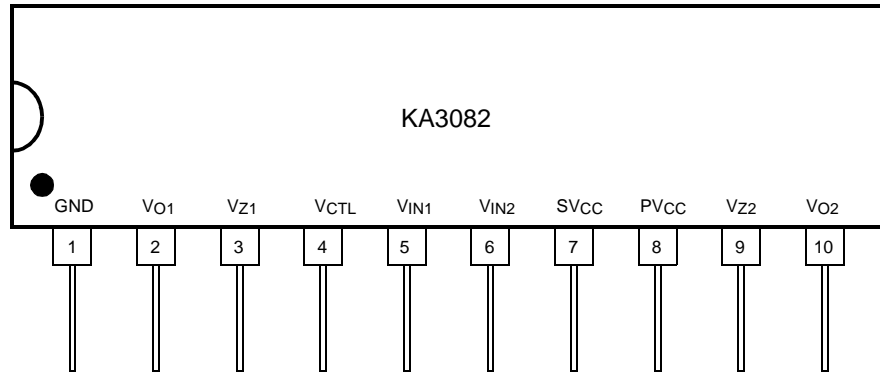 KA3082
GND VO1 VZ1 VCTL VIN1 VIN2 SVCC PVCC VZ2 VO2
1 2 3 4 5 6 7 8 9 10